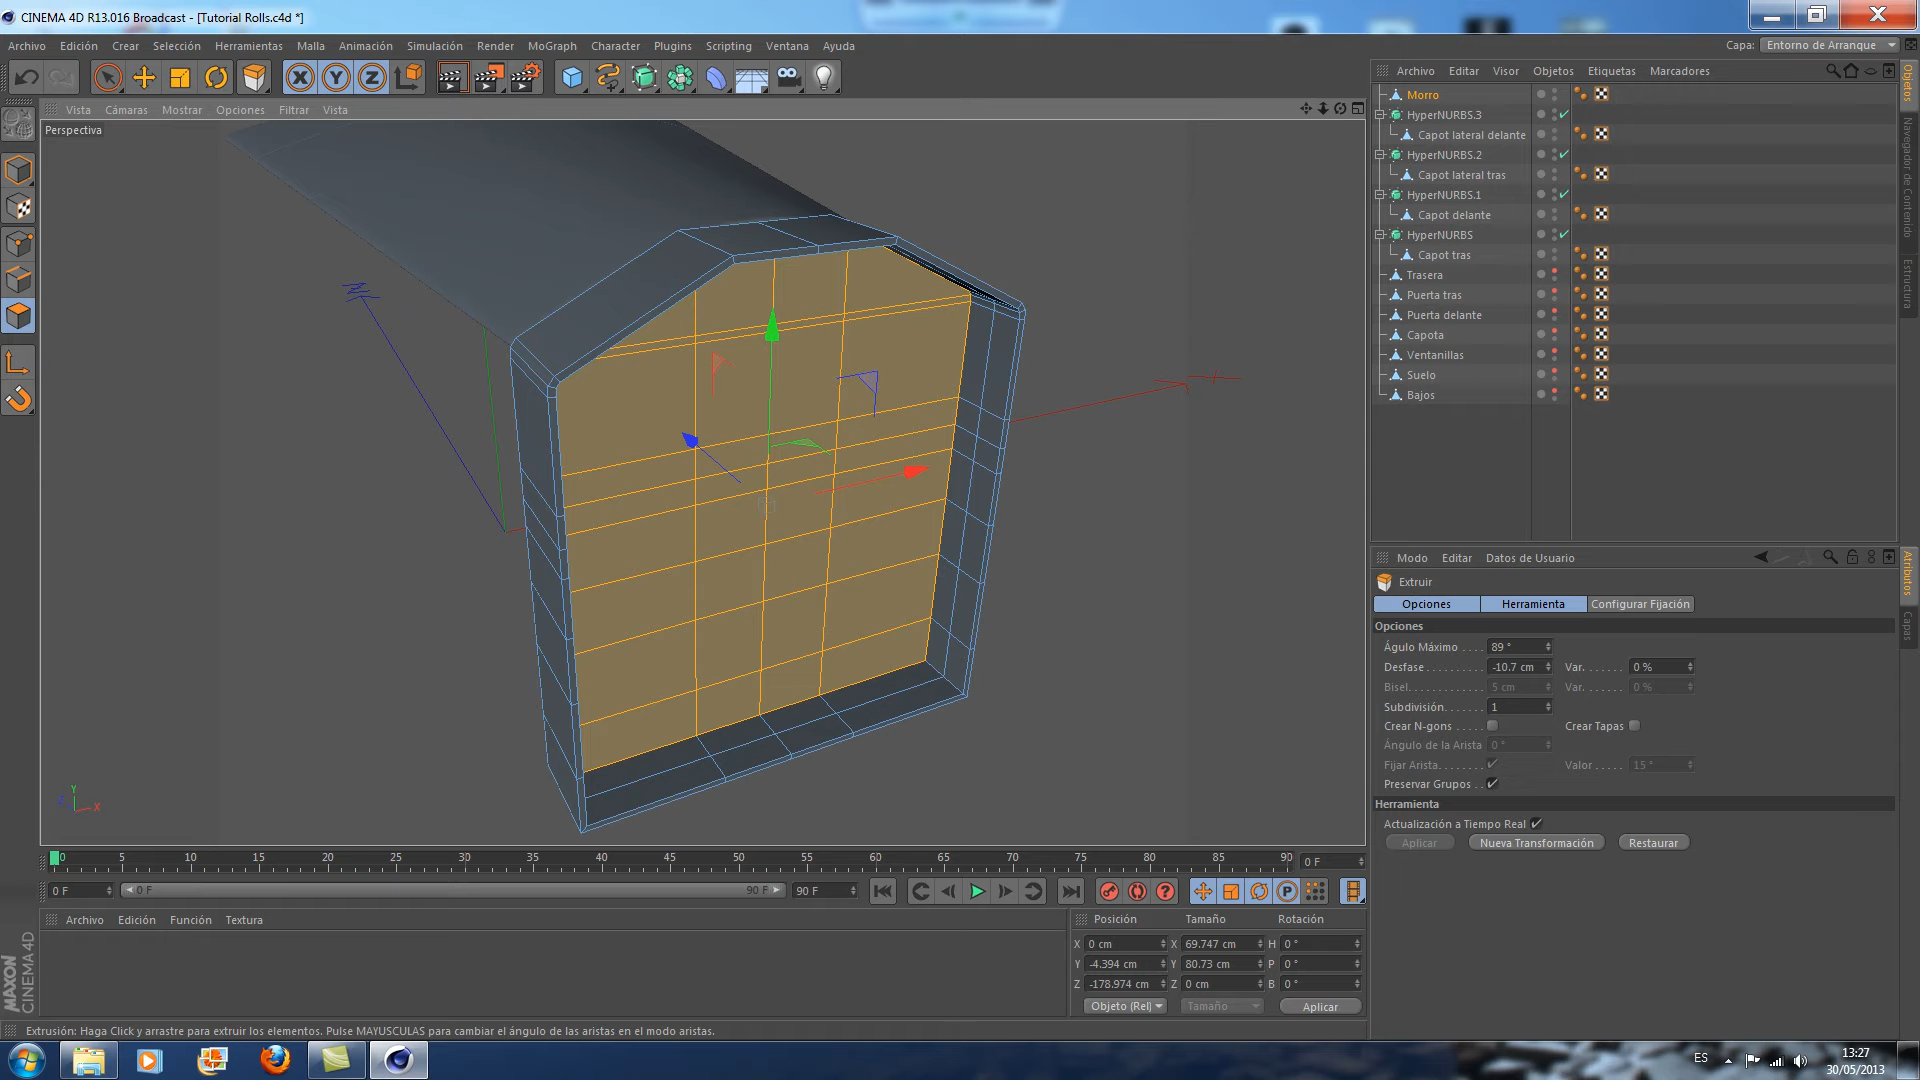 CINEMA 4D R13.016 Broadcast - [Tutorial Rolls.c4d *]
Archivo Edición Crear Selección Herramientas Malla Animación Simulación Render MoGraph Character Plugins Scripting Ventana Ayuda
Capa: Entorno de Arranque
X Y Z
Vista Cámaras Mostrar Opciones Filtrar Vista
Perspectiva
Z
Y
Z X
Archivo Editar Visor Objetos Etiquetas Marcadores
Morro
HyperNURBS.3
Capot lateral delante
HyperNURBS.2
Capot lateral tras
HyperNURBS.1
Capot delante
HyperNURBS
Capot tras
Trasera
Puerta tras
Puerta delante
Capota
Ventanillas
Suelo
Bajos
Objetos
Navegador de Contenido
Estructura
Modo Editar Datos de Usuario
Extruir
Opciones Herramienta Configurar Fijación
Opciones
Águlo Máximo 89 °
Desfase -10.7 cm Var. 0 %
Bisel 5 cm Var. 0 %
Subdivisión 1
Crear N-gons Crear Tapas
Ángulo de la Arista 0 °
Fijar Arista Valor 15 °
Preservar Grupos
Herramienta
Actualización a Tiempo Real
Aplicar Nueva Transformación Restaurar
Atributos
Capas
0 5 10 15 20 25 30 35 40 45 50 55 60 65 70 75 80 85 90 0 F
0 F 0 F 90 F 90 F
P
Archivo Edición Función Textura
Posición Tamaño Rotación
X 0 cm X 69.747 cm H 0 °
Y -4.394 cm Y 80.73 cm P 0 °
Z -178.974 cm Z 0 cm B 0 °
Objeto (Rel) Tamaño Aplicar
MAXON
CINEMA 4D
Extrusión: Haga Click y arrastre para extruir los elementos. Pulse MAYUSCULAS para cambiar el ángulo de las aristas en el modo aristas.
ES
13:27
30/05/2013